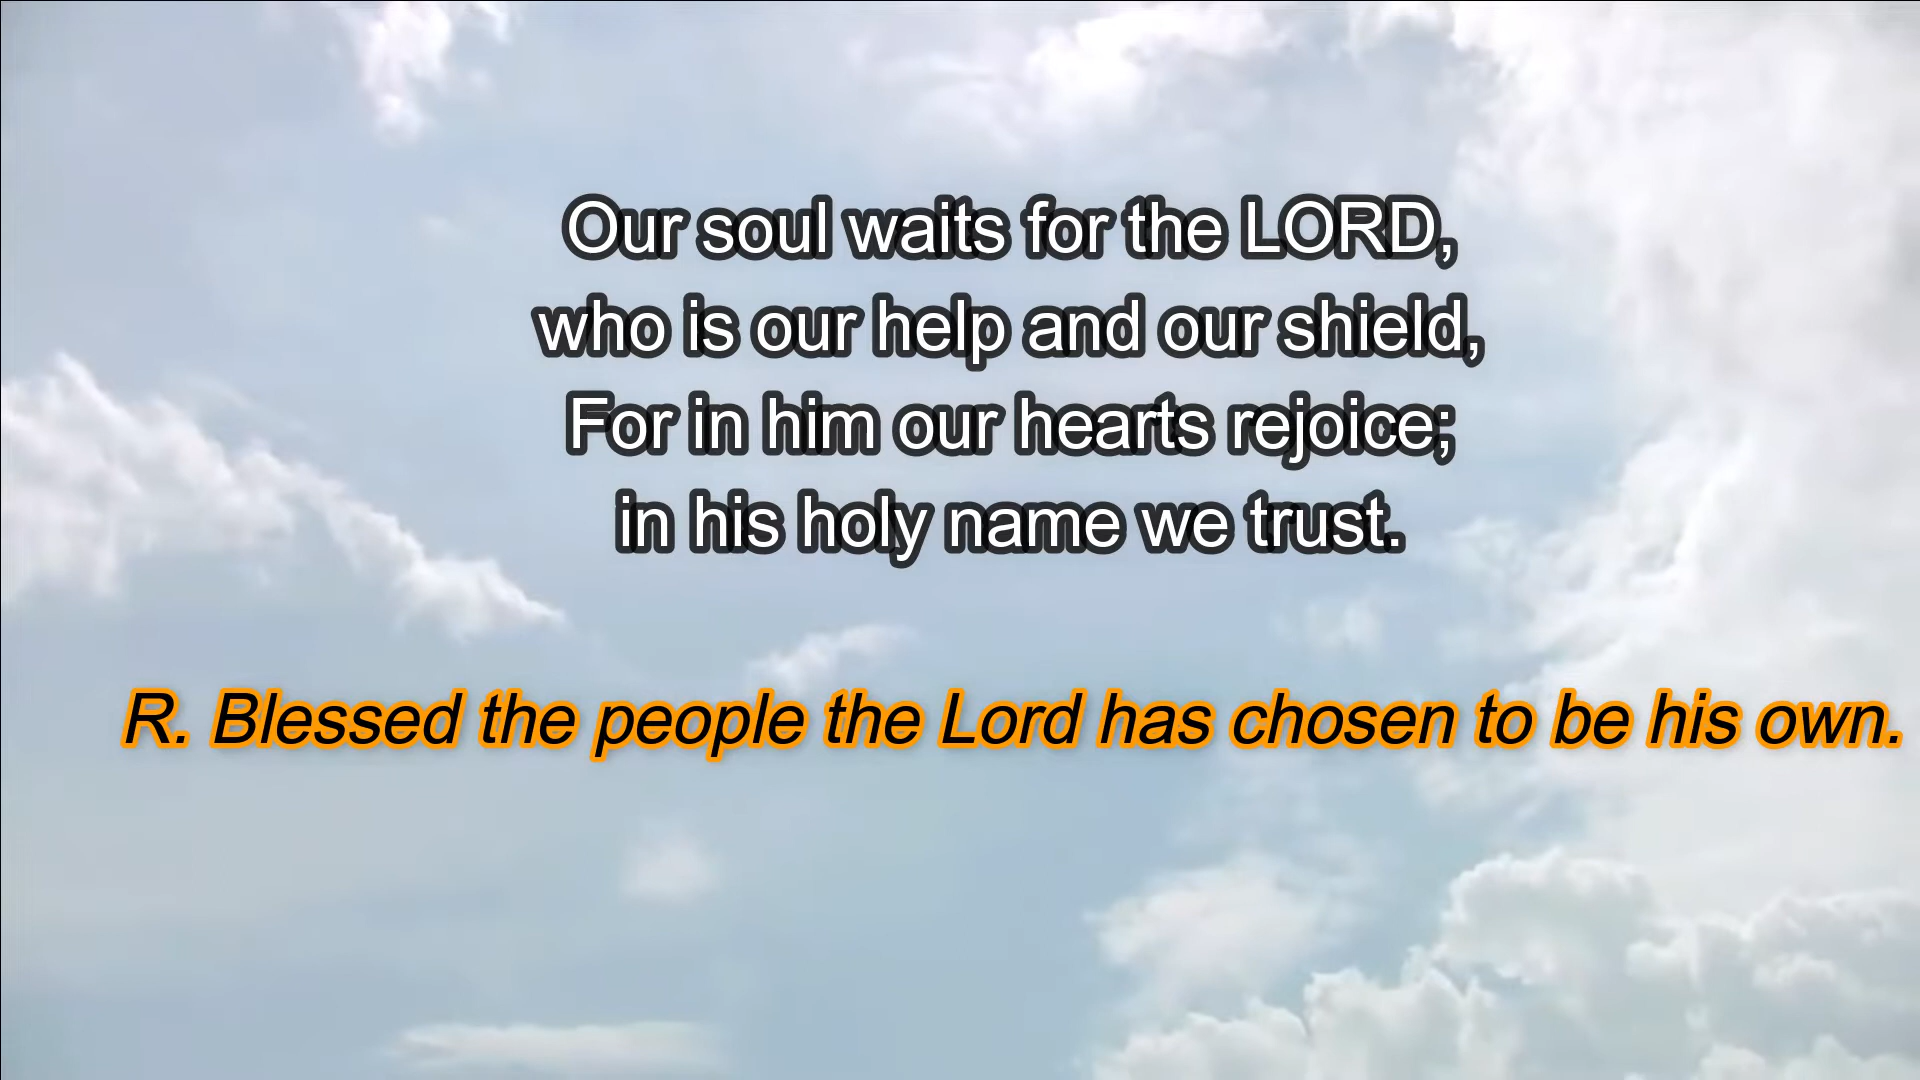 Our soul waits for the LORD,
who is our help and our shield,
For in him our hearts rejoice;
in his holy name we trust.
R. Blessed the people the Lord has chosen to be his own.